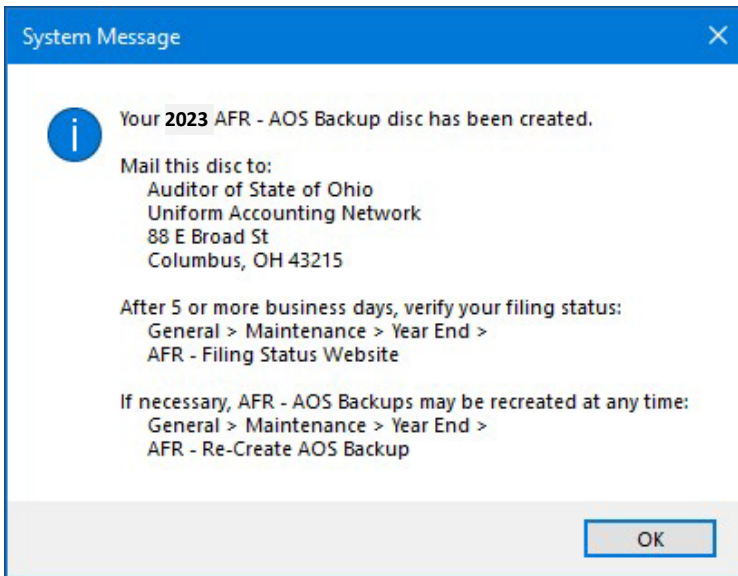 System Message
Your 2023 AFR - AOS Backup disc has been created.
Mail this disc to:
Auditor of State of Ohio
Uniform Accounting Network
88 E Broad St
Columbus, OH 43215
After 5 or more business days, verify your filing status:
General > Maintenance > Year End >
AFR - Filing Status Website
If necessary, AFR - AOS Backups may be recreated at any time:
General > Maintenance > Year End >
AFR - Re-Create AOS Backup
OK